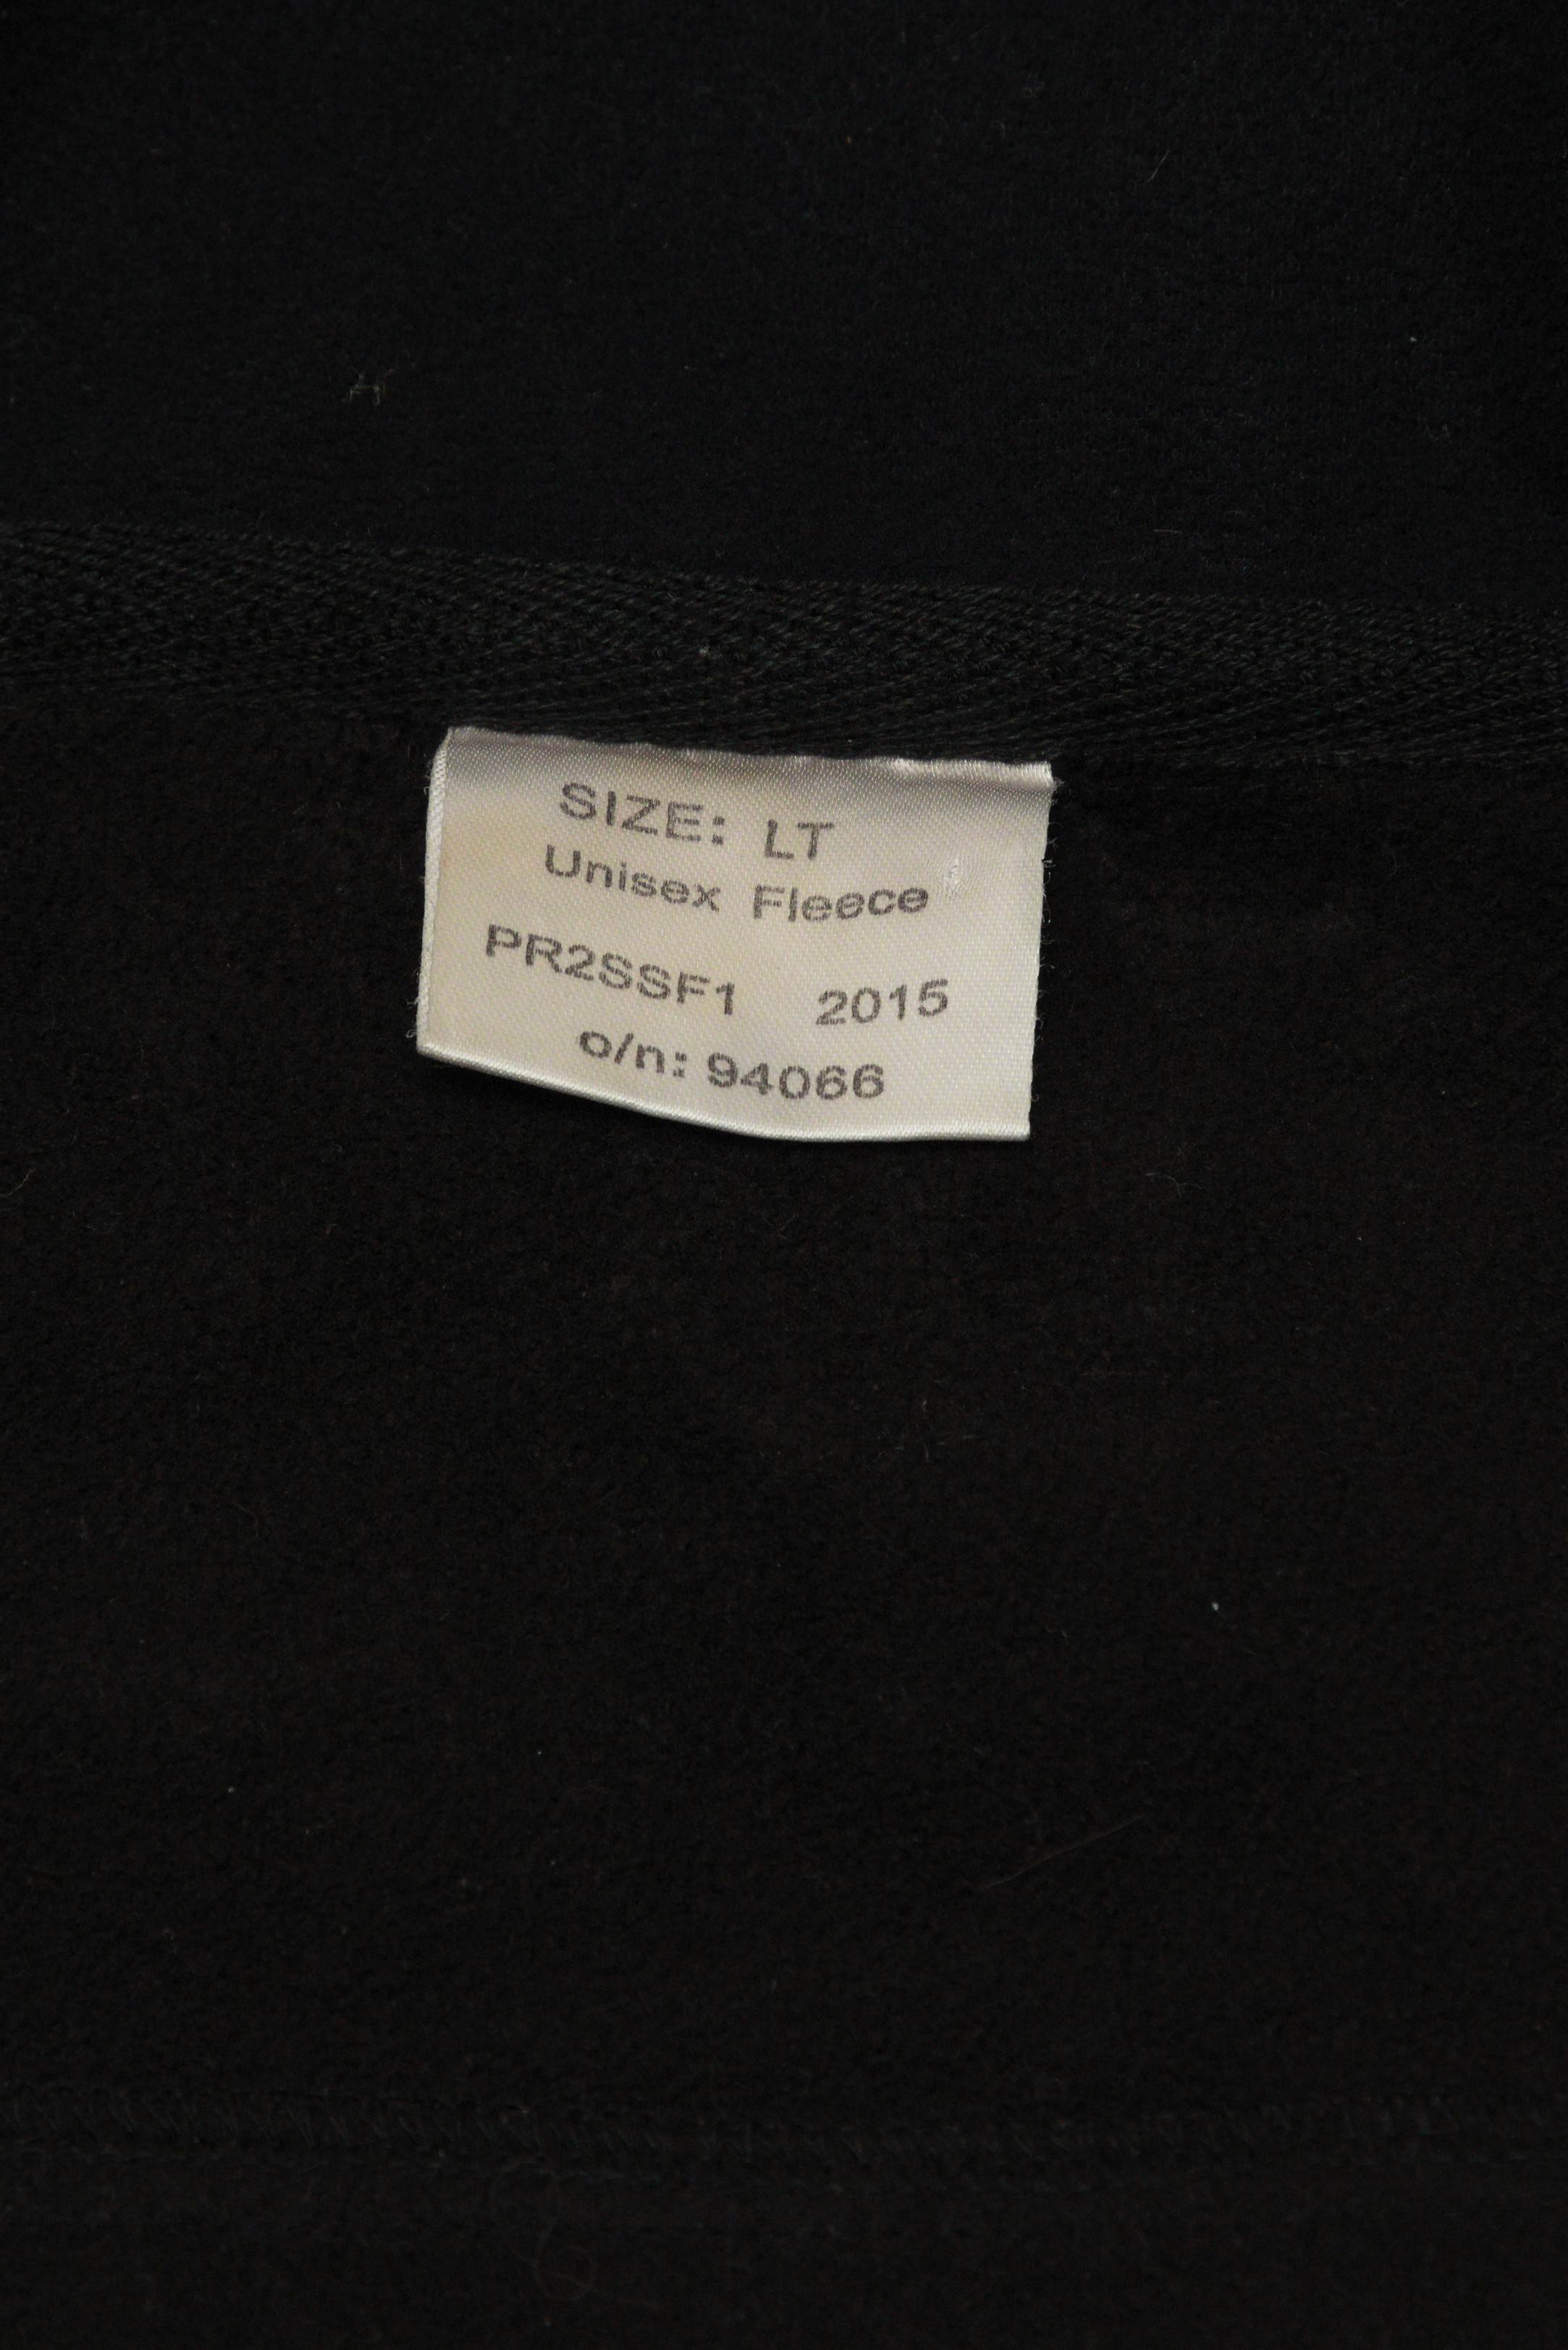 SIZE: LT
Unisex Fleece
PR2SSF1 2015
o/n: 94066